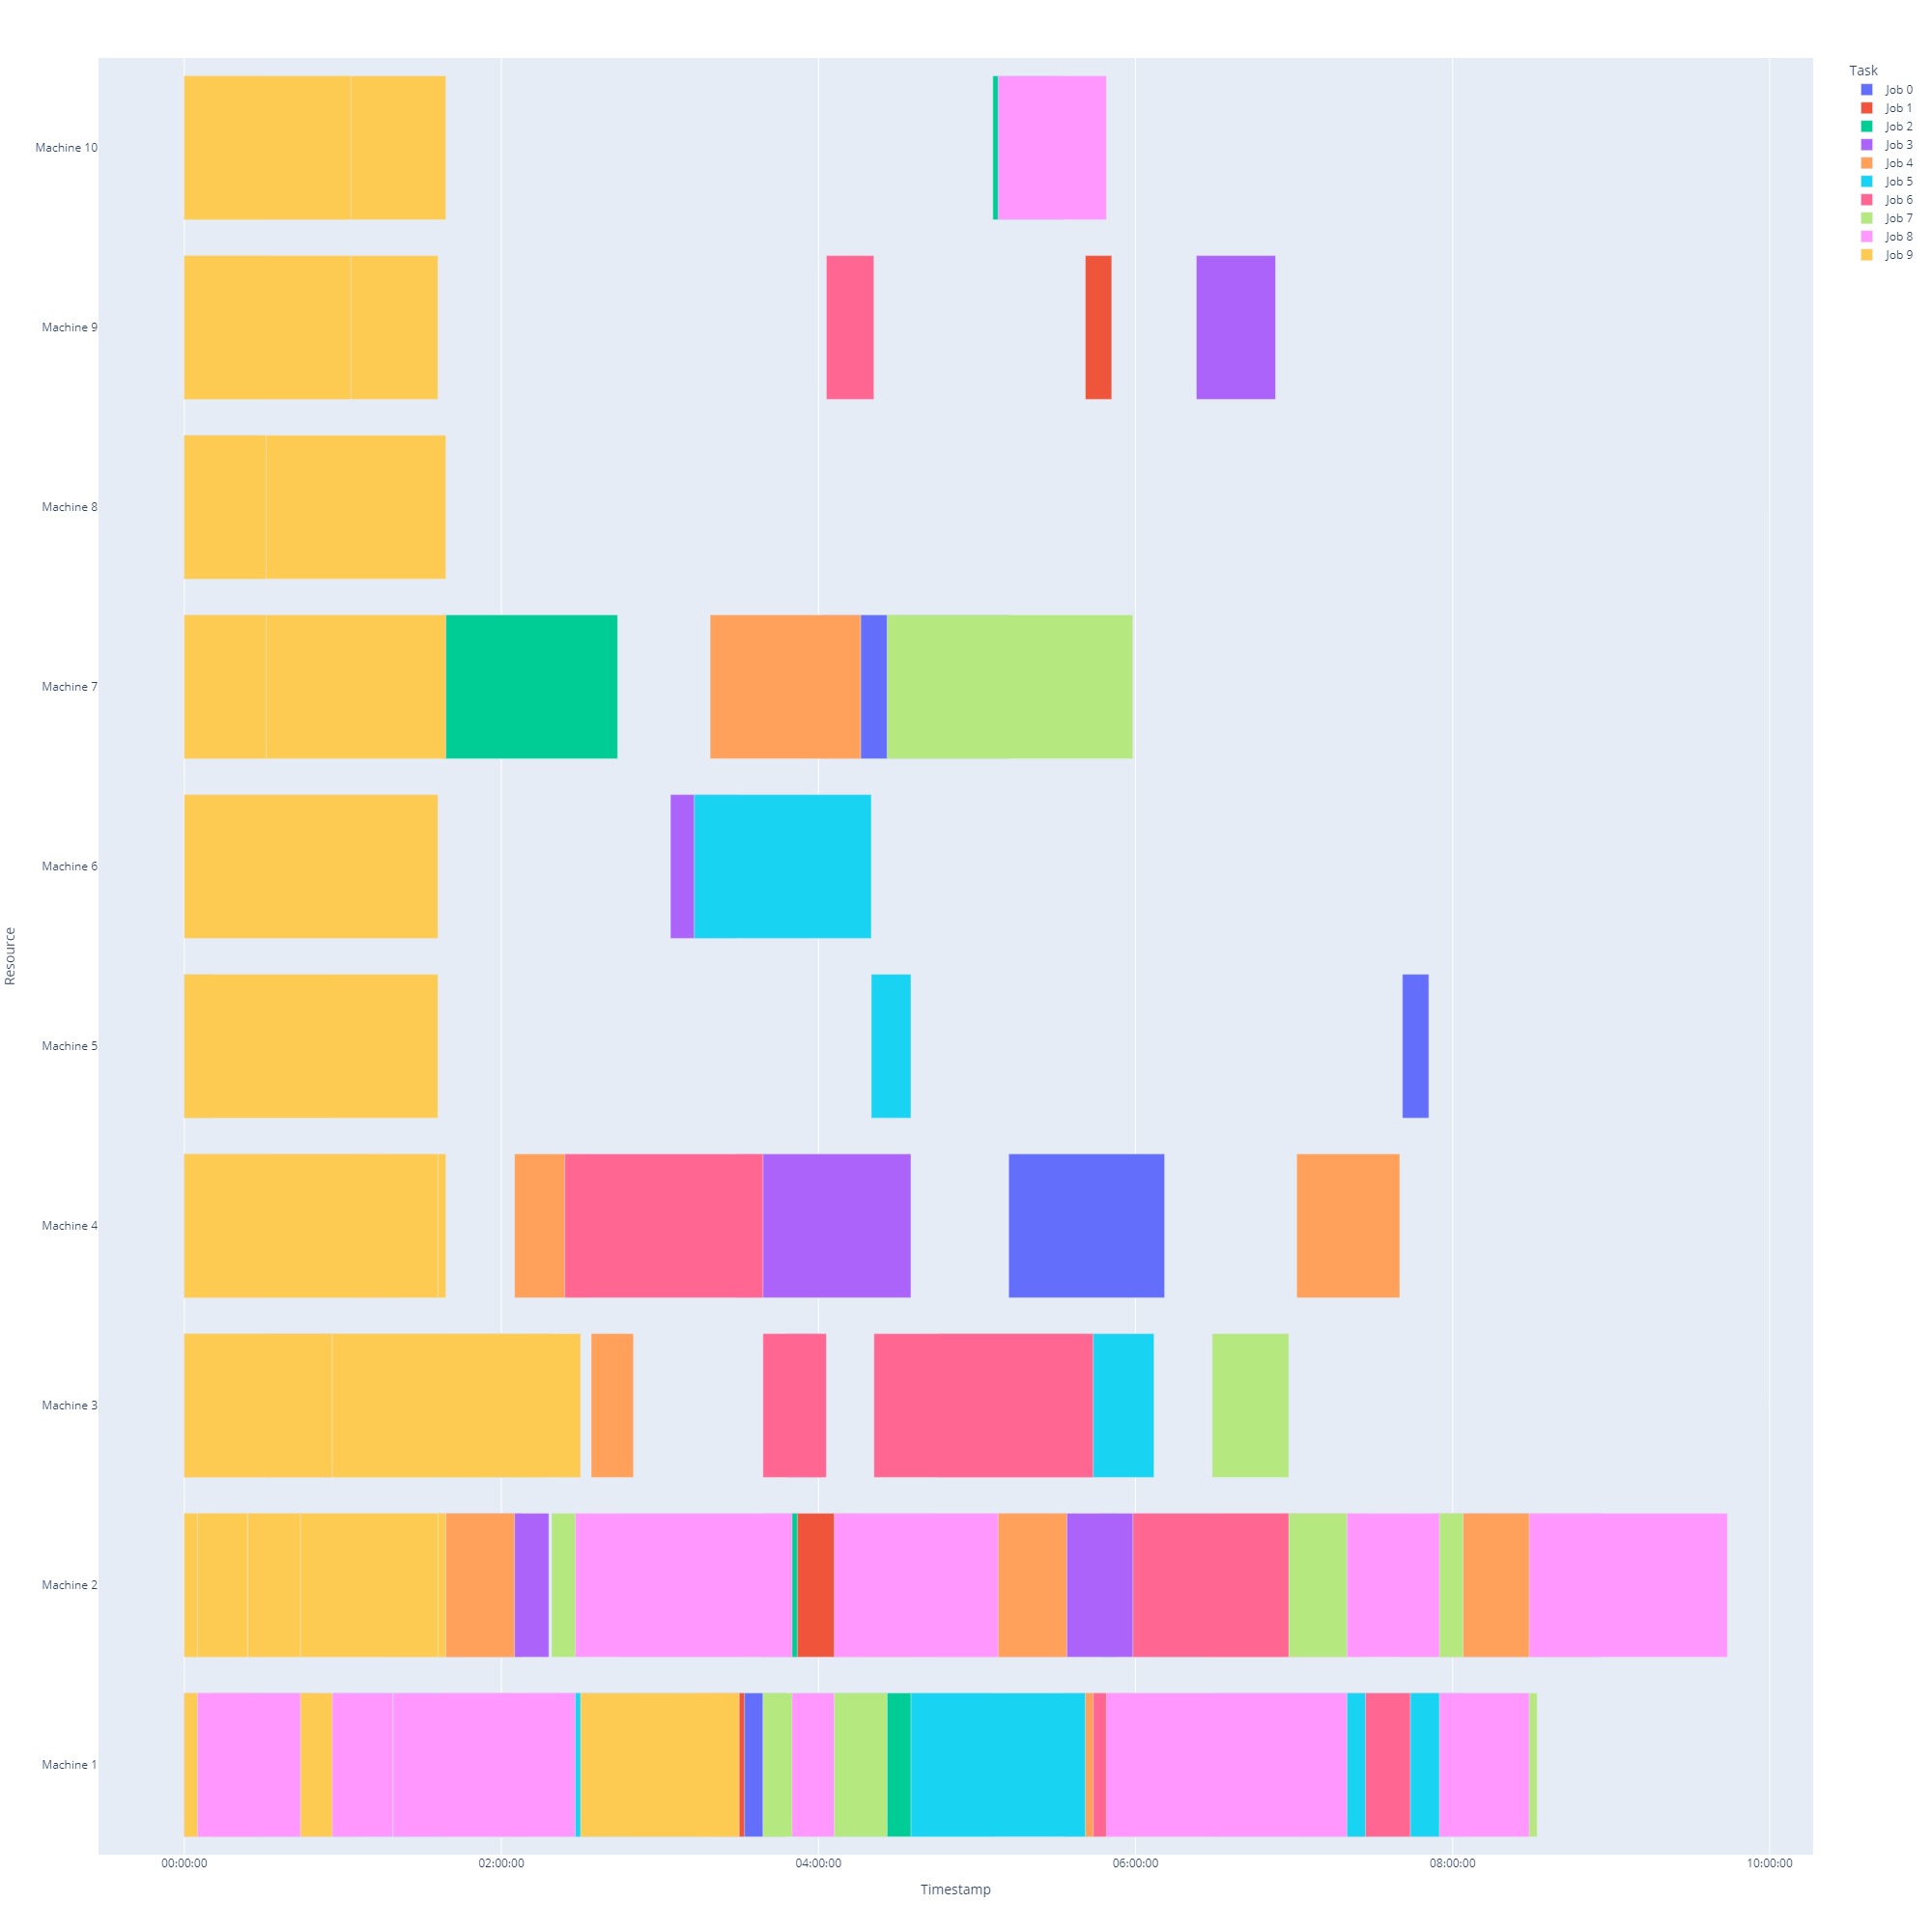 Task
Job 0
Job 1
Job 2
Job 3
Job 4
Job 5
Job 6
Job 7
Job 8
Job 9
Machine 10
Machine 9
Machine 8
Machine 7
Machine 6
Machine 5
Machine 4
Machine 3
Machine 2
Machine 1
Resource
00:00:00 02:00:00 04:00:00 06:00:00 08:00:00 10:00:00
Timestamp